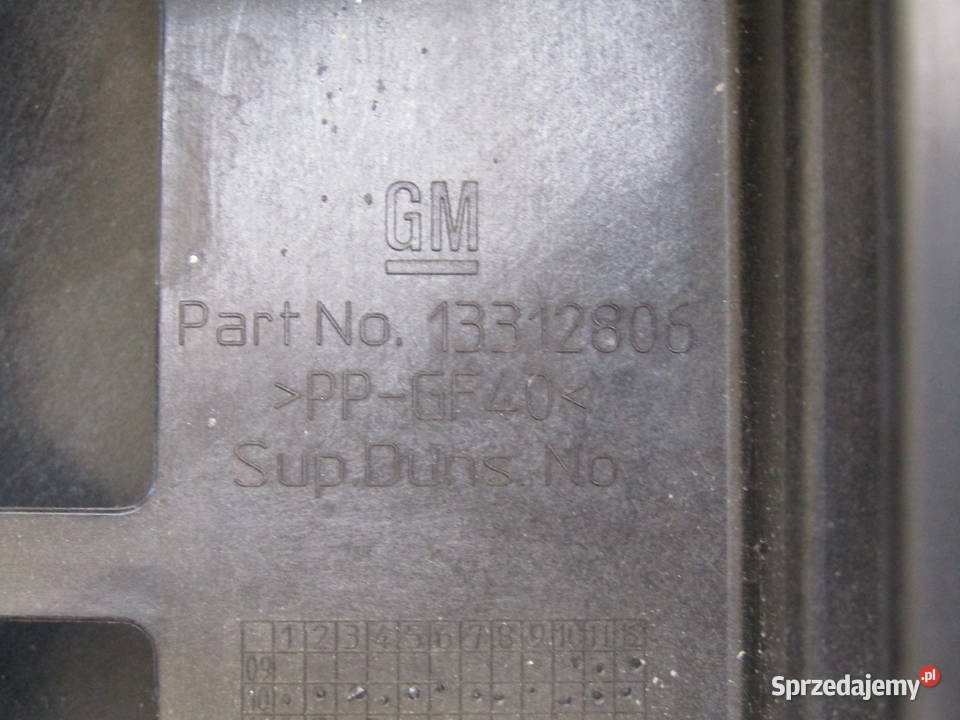 GM
Part No. 13312806
>PP-GF40<
Sup.Duns.No
1 2 3 4 5 6 7 8 9 10 11 12
09
10
Sprzedajemy.pl